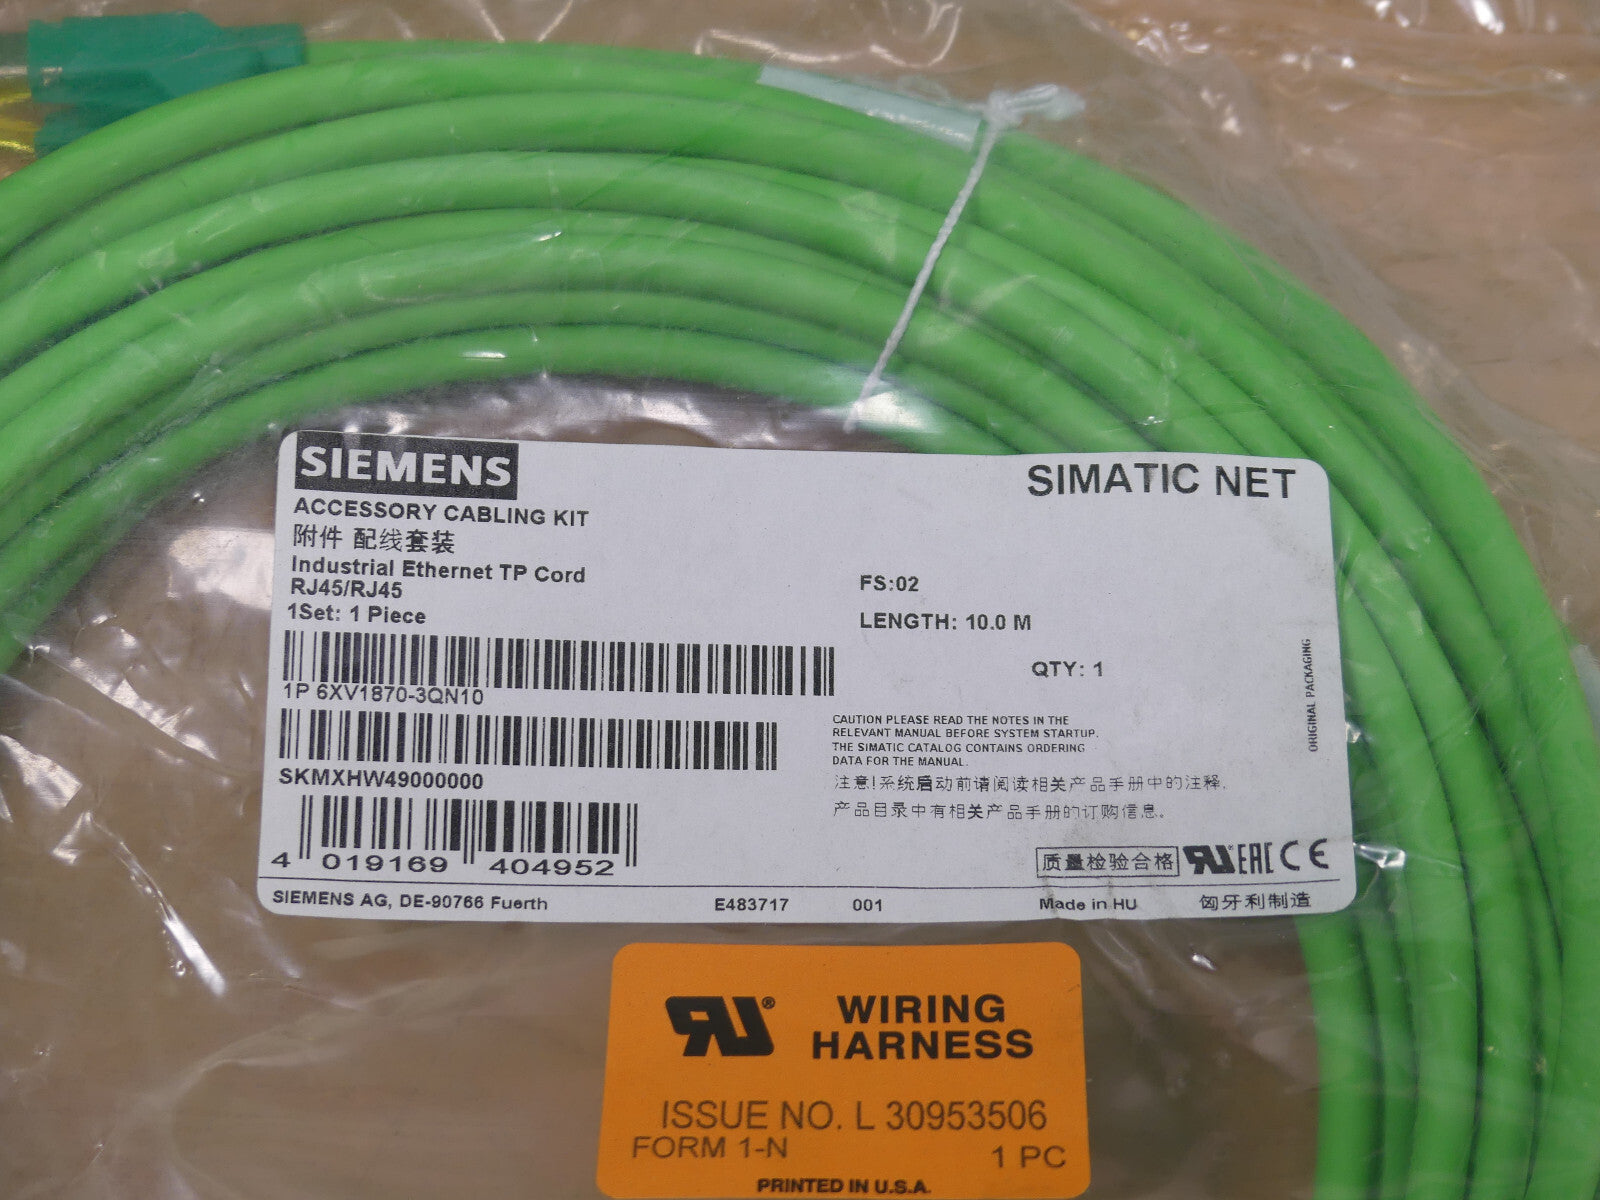 SIEMENS
SIMATIC NET
ACCESSORY CABLING KIT
附件 配线套装
Industrial Ethernet TP Cord
RJ45/RJ45
1Set: 1 Piece
FS:02
LENGTH: 10.0 M
QTY: 1
1P 6XV1870-3QN10
SKMXHW49000000
4 019169 404952
CAUTION PLEASE READ THE NOTES IN THE
RELEVANT MANUAL BEFORE SYSTEM STARTUP.
THE SIMATIC CATALOG CONTAINS ORDERING
DATA FOR THE MANUAL.
注意!系统启动前请阅读相关产品手册中的注释.
产品目录中有相关产品手册的订购信息。
ORIGINAL PACKAGING
质量检验合格 RU EAC CE
SIEMENS AG, DE-90766 Fuerth E483717 001 Made in HU 匈牙利制造
RU® WIRING
HARNESS
ISSUE NO. L 30953506
FORM 1-N 1 PC
PRINTED IN U.S.A.